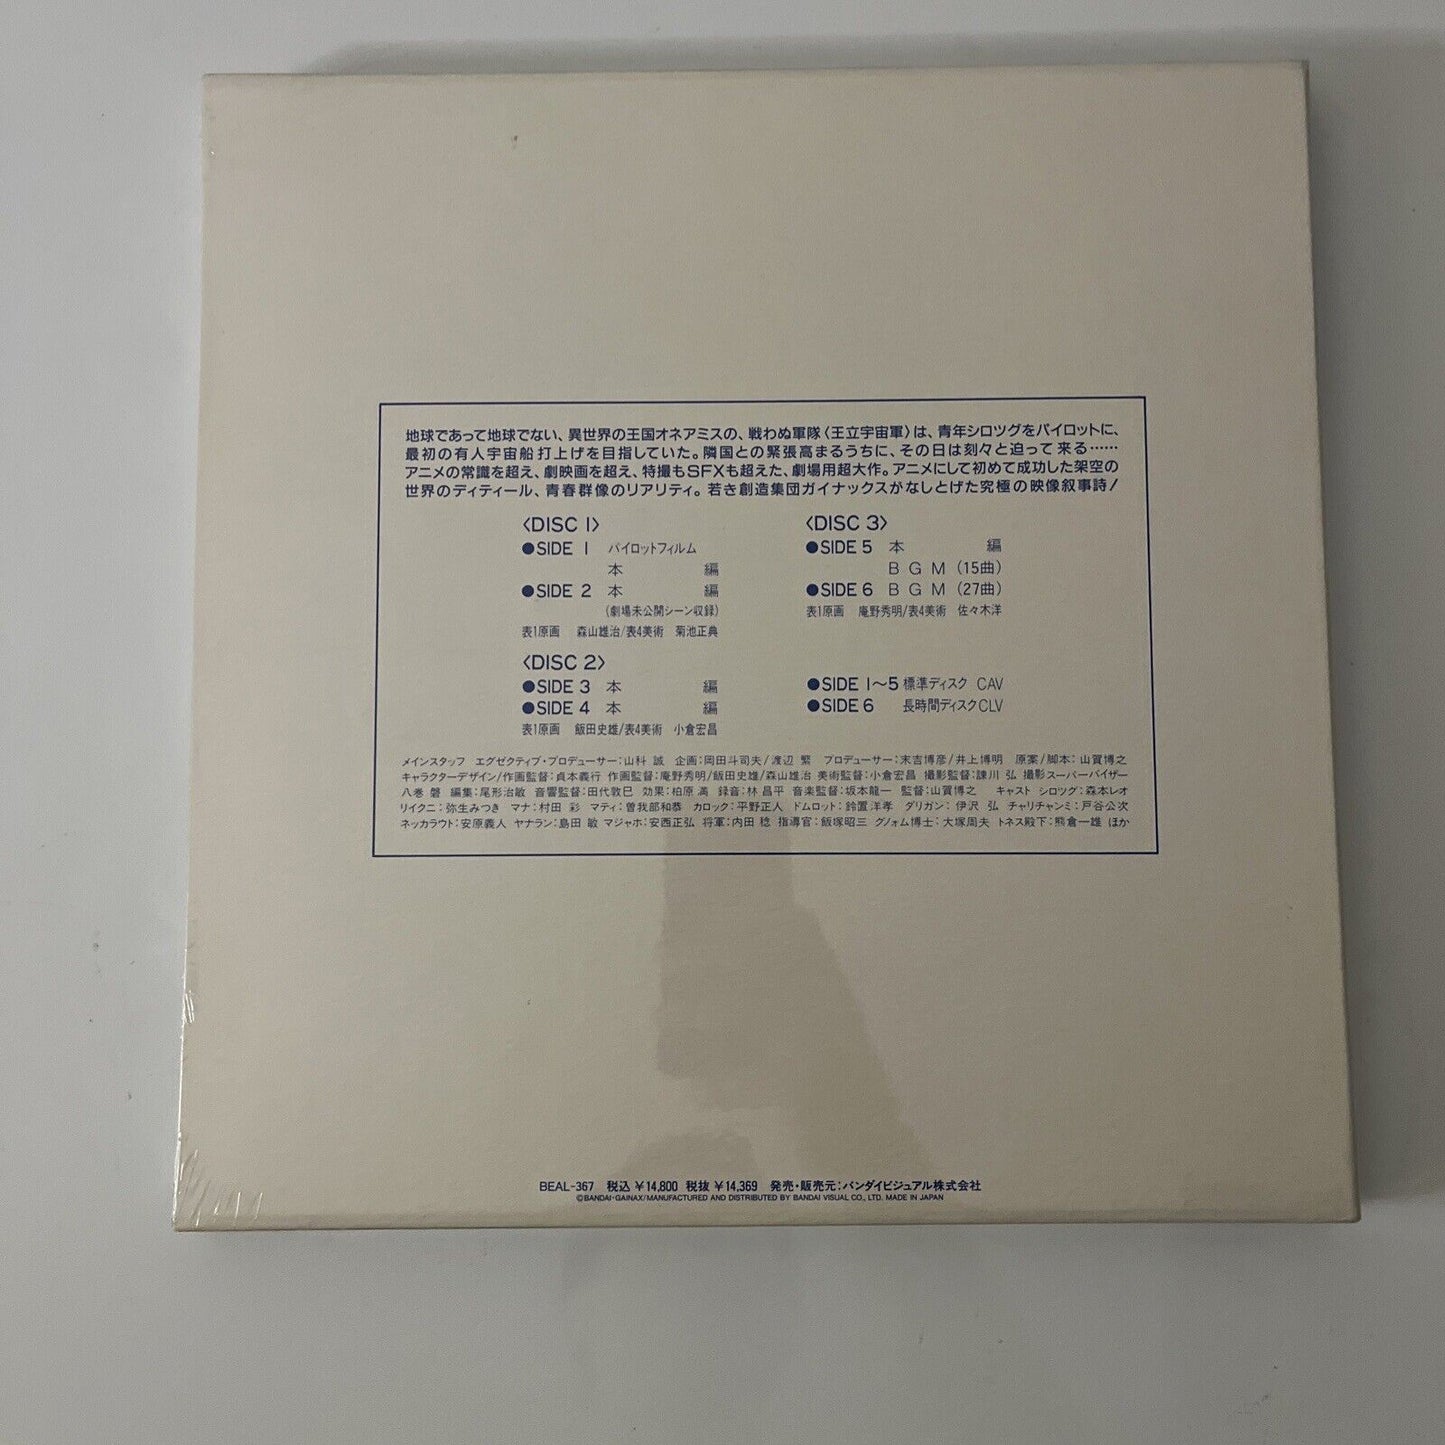 地球であって地球でない、異世界の王国オネアミスの、戦わぬ軍隊〈王立宇宙軍〉は、青年シロツグをパイロットに、
最初の有人宇宙船打上げを目指していた。隣国との緊張高まるうちに、その日は刻々と迫って来る……
アニメの常識を超え、劇映画を超え、特撮もSFXも超えた、劇場用超大作。アニメにして初めて成功した架空の
世界のディティール、青春群像のリアリティ。若き創造集団ガイナックスがなしとげた究極の映像叙事詩!
〈DISC 1〉
●SIDE 1 パイロットフィルム
本編
●SIDE 2 本編
(劇場未公開シーン収録)
表1原画 森山雄治/表4美術 菊池正典
〈DISC 2〉
●SIDE 3 本編
●SIDE 4 本編
表1原画 飯田史雄/表4美術 小倉宏昌
〈DISC 3〉
●SIDE 5 本編
BGM (15曲)
●SIDE 6 BGM (27曲)
表1原画 庵野秀明/表4美術 佐々木洋
●SIDE 1〜5 標準ディスク CAV
●SIDE 6 長時間ディスクCLV
メインスタッフ エグゼクティブ・プロデューサー:山科 誠 企画:岡田斗司夫/渡辺 繁 プロデューサー:末吉博彦/井上博明 原案/脚本:山賀博之
キャラクターデザイン/作画監督:貞本義行 作画監督:庵野秀明/飯田史雄/森山雄治 美術監督:小倉宏昌 撮影監督:諌川 弘 撮影スーパーバイザー
八巻 磐 編集:尾形治敏 音響監督:田代敦巳 効果:柏原 満 録音:林 昌平 音楽監督:坂本龍一 監督:山賀博之 キャスト シロツグ:森本レオ
リイクニ:弥生みつき マナ:村田 彩 マティ:曽我部和恭 カロック:平野正人 ドムロット:鈴置洋孝 ダリガン:伊沢 弘 チャリチャンミ:戸谷公次
ネッカラウト:安原義人 ヤナラン:島田 敏 マジャホ:安西正弘 将軍:内田 稔 指導官:飯塚昭三 グノォム博士:大塚周夫 トネス殿下:熊倉一雄 ほか
BEAL-367 税込 ¥14,800 税抜 ¥14,369 発売・販売元:バンダイビジュアル株式会社
©BANDAI・GAINAX/MANUFACTURED AND DISTRIBUTED BY BANDAI VISUAL CO., LTD. MADE IN JAPAN